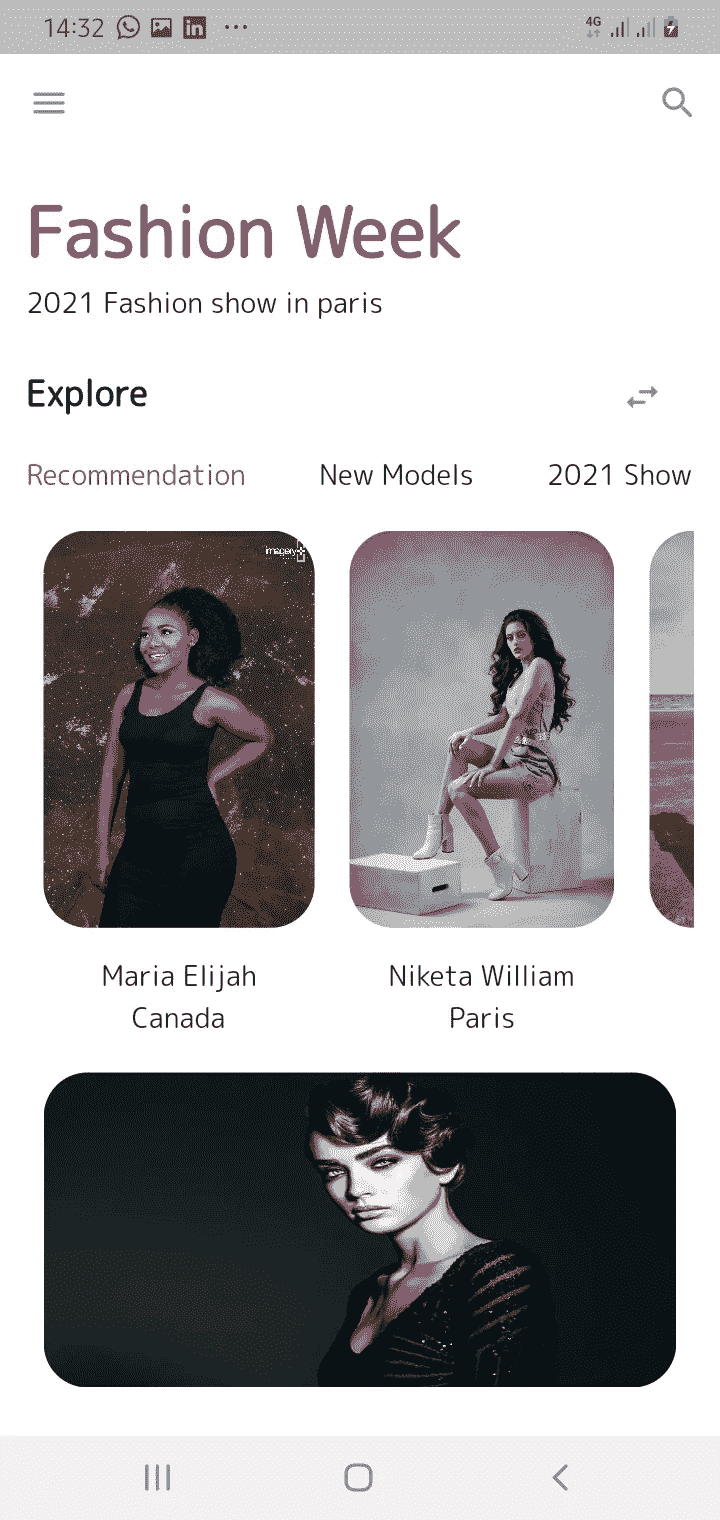 14:32
4G
Fashion Week
2021 Fashion show in paris
Explore
Recommendation New Models 2021 Show
imagery
Maria Elijah Niketa William
Canada Paris